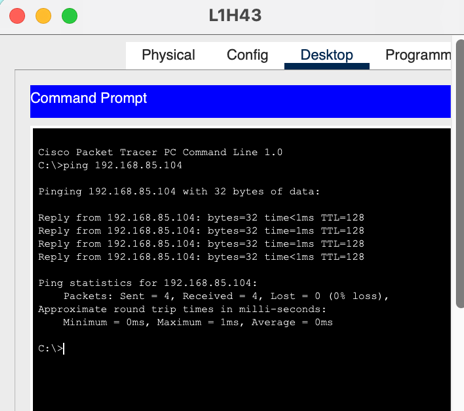 L1H43
Physical Config Desktop Programm
Command Prompt
Cisco Packet Tracer PC Command Line 1.0
C:\>ping 192.168.85.104
Pinging 192.168.85.104 with 32 bytes of data:
Reply from 192.168.85.104: bytes=32 time<1ms TTL=128
Reply from 192.168.85.104: bytes=32 time<1ms TTL=128
Reply from 192.168.85.104: bytes=32 time=1ms TTL=128
Reply from 192.168.85.104: bytes=32 time<1ms TTL=128
Ping statistics for 192.168.85.104:
Packets: Sent = 4, Received = 4, Lost = 0 (0% loss),
Approximate round trip times in milli-seconds:
Minimum = 0ms, Maximum = 1ms, Average = 0ms
C:\>